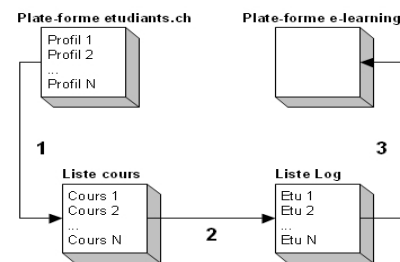 Plate-forme etudiants.ch
Profil 1
Profil 2
...
Profil N
Plate-forme e-learning
1
3
Liste cours
Cours 1
Cours 2
...
Cours N
2
Liste Log
Etu 1
Etu 2
...
Etu N